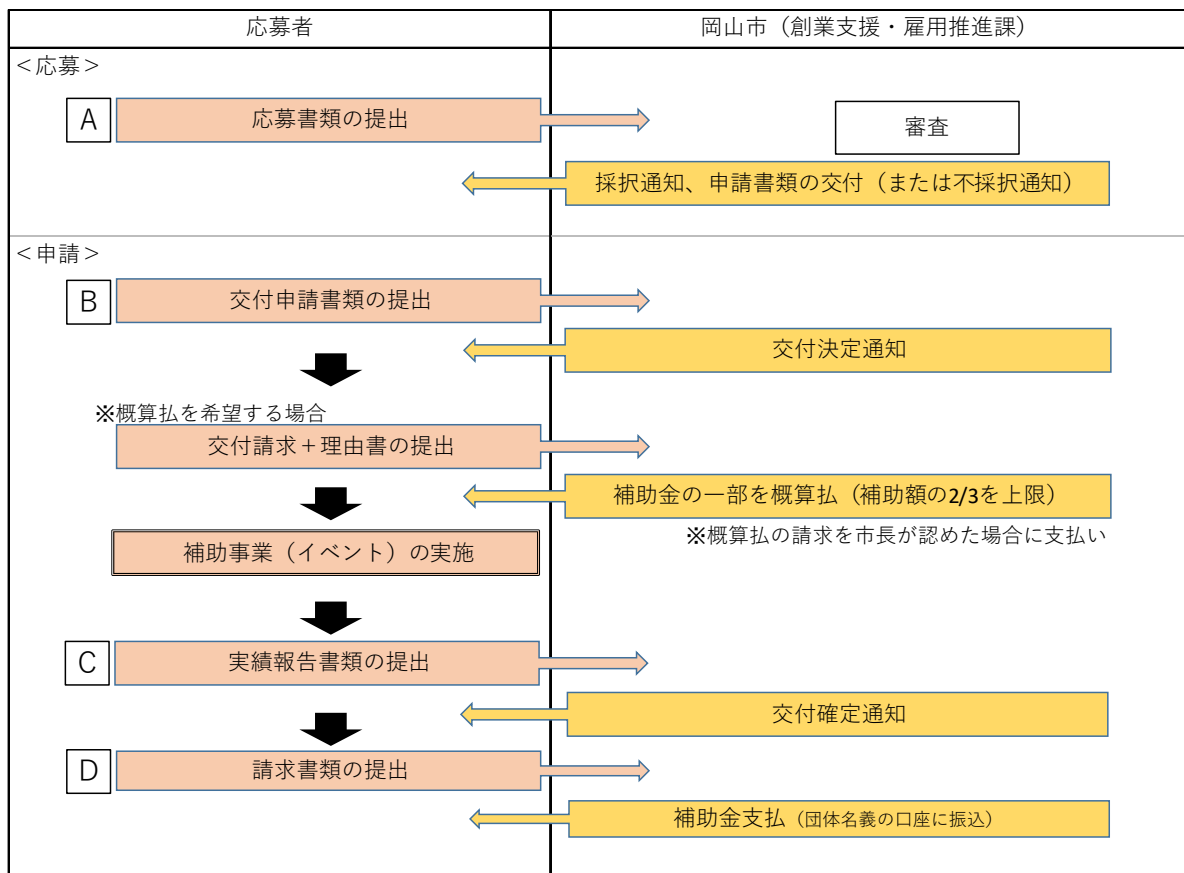 応募者
岡山市（創業支援・雇用推進課）
＜応募＞
A
応募書類の提出
審査
採択通知、申請書類の交付（または不採択通知）
＜申請＞
B
交付申請書類の提出
交付決定通知
※概算払を希望する場合
交付請求＋理由書の提出
補助金の一部を概算払（補助額の2/3を上限）
※概算払の請求を市長が認めた場合に支払い
補助事業（イベント）の実施
C
実績報告書類の提出
交付確定通知
D
請求書類の提出
補助金支払（団体名義の口座に振込）